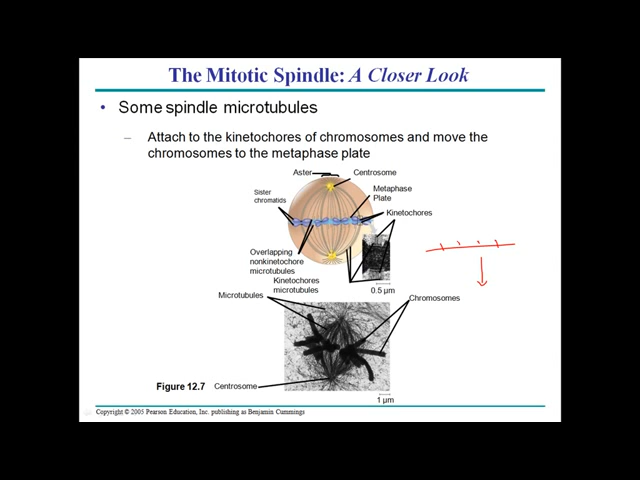 The Mitotic Spindle: A Closer Look
• Some spindle microtubules
– Attach to the kinetochores of chromosomes and move the
chromosomes to the metaphase plate
Aster
Centrosome
Sister
chromatids
Metaphase
Plate
Kinetochores
Overlapping
nonkinetochore
microtubules
Kinetochores
microtubules
0.5 µm
Microtubules
Chromosomes
Figure 12.7
Centrosome
1 µm
Copyright © 2005 Pearson Education, Inc. publishing as Benjamin Cummings